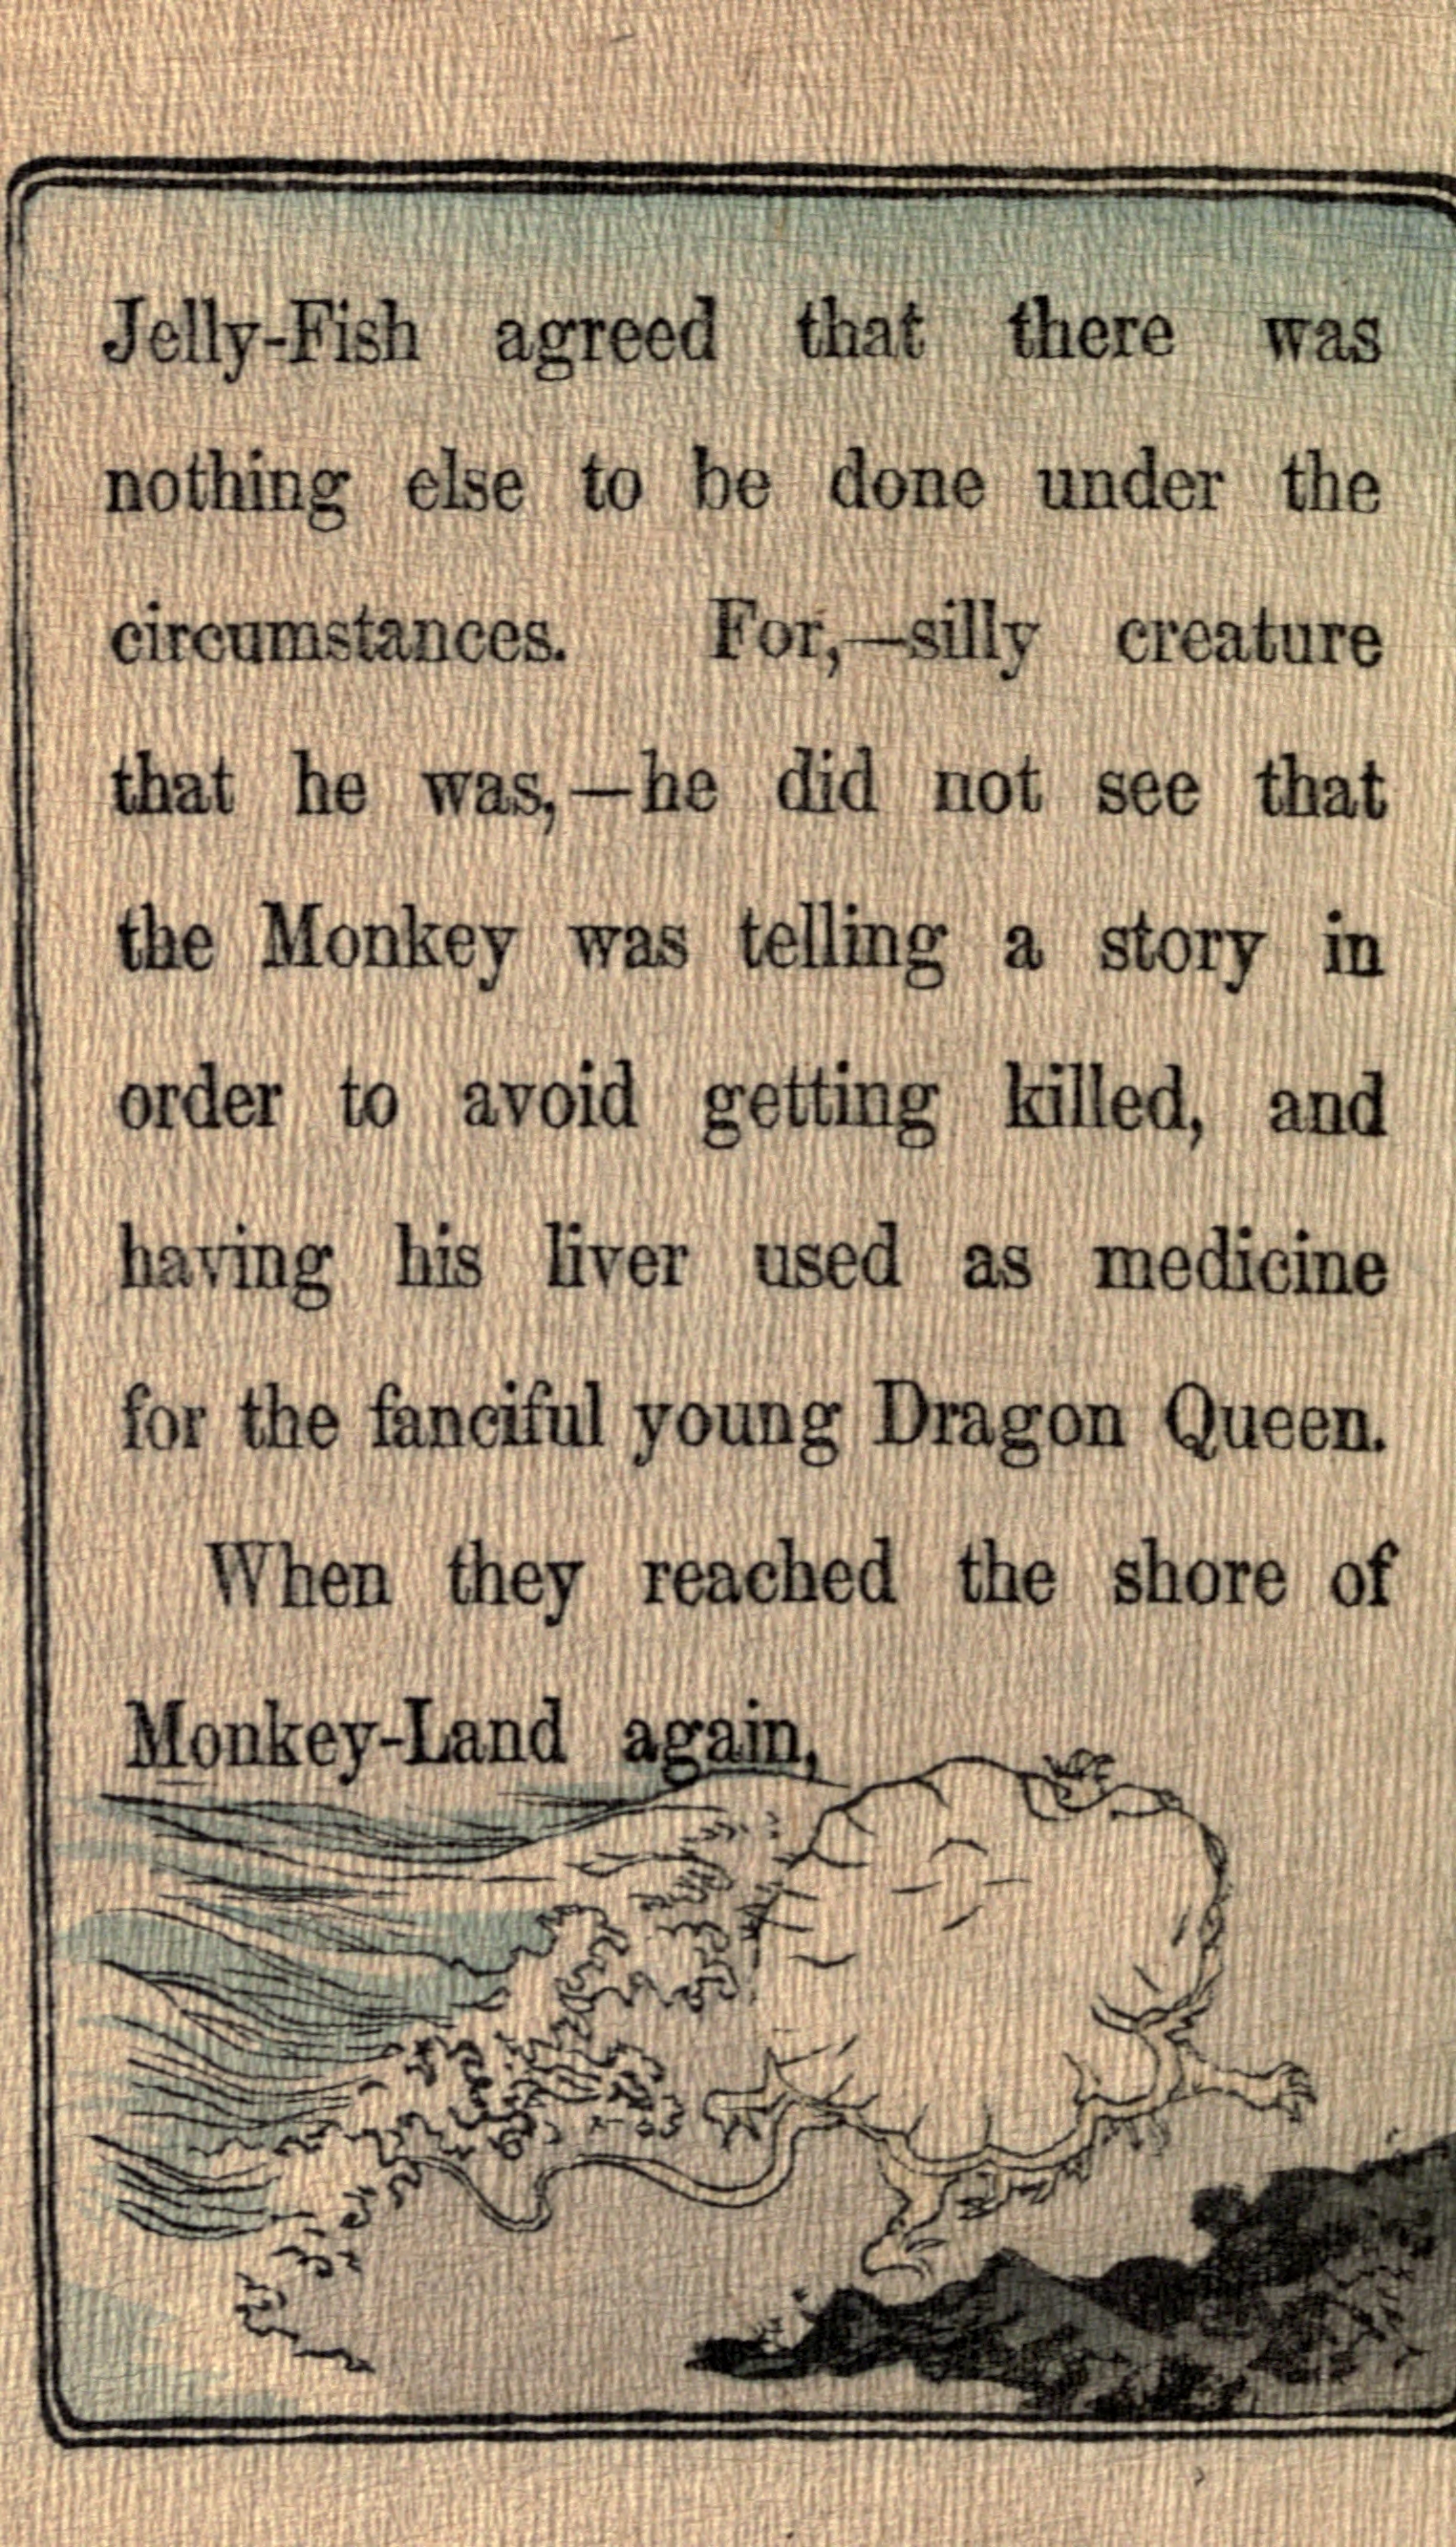 Jelly-Fish agreed that there was
nothing else to be done under the
circumstances. For,—silly creature
that he was,—he did not see that
the Monkey was telling a story in
order to avoid getting killed, and
having his liver used as medicine
for the fanciful young Dragon Queen.
When they reached the shore of
Monkey-Land again,